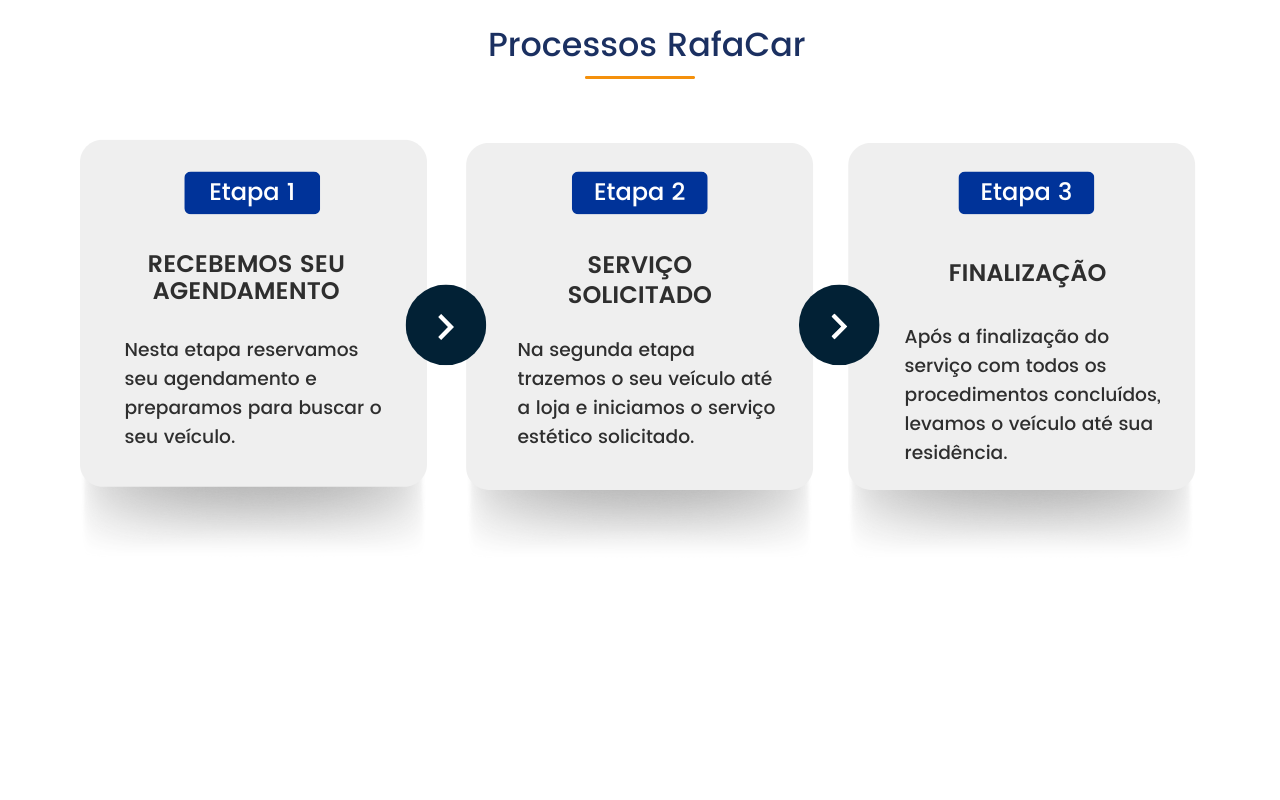 Processos RafaCar
Etapa 1
RECEBEMOS SEU
AGENDAMENTO
Nesta etapa reservamos
seu agendamento e
preparamos para buscar o
seu veículo.
Etapa 2
SERVIÇO
SOLICITADO
Na segunda etapa
trazemos o seu veículo até
a loja e iniciamos o serviço
estético solicitado.
Etapa 3
FINALIZAÇÃO
Após a finalização do
serviço com todos os
procedimentos concluídos,
levamos o veículo até sua
residência.